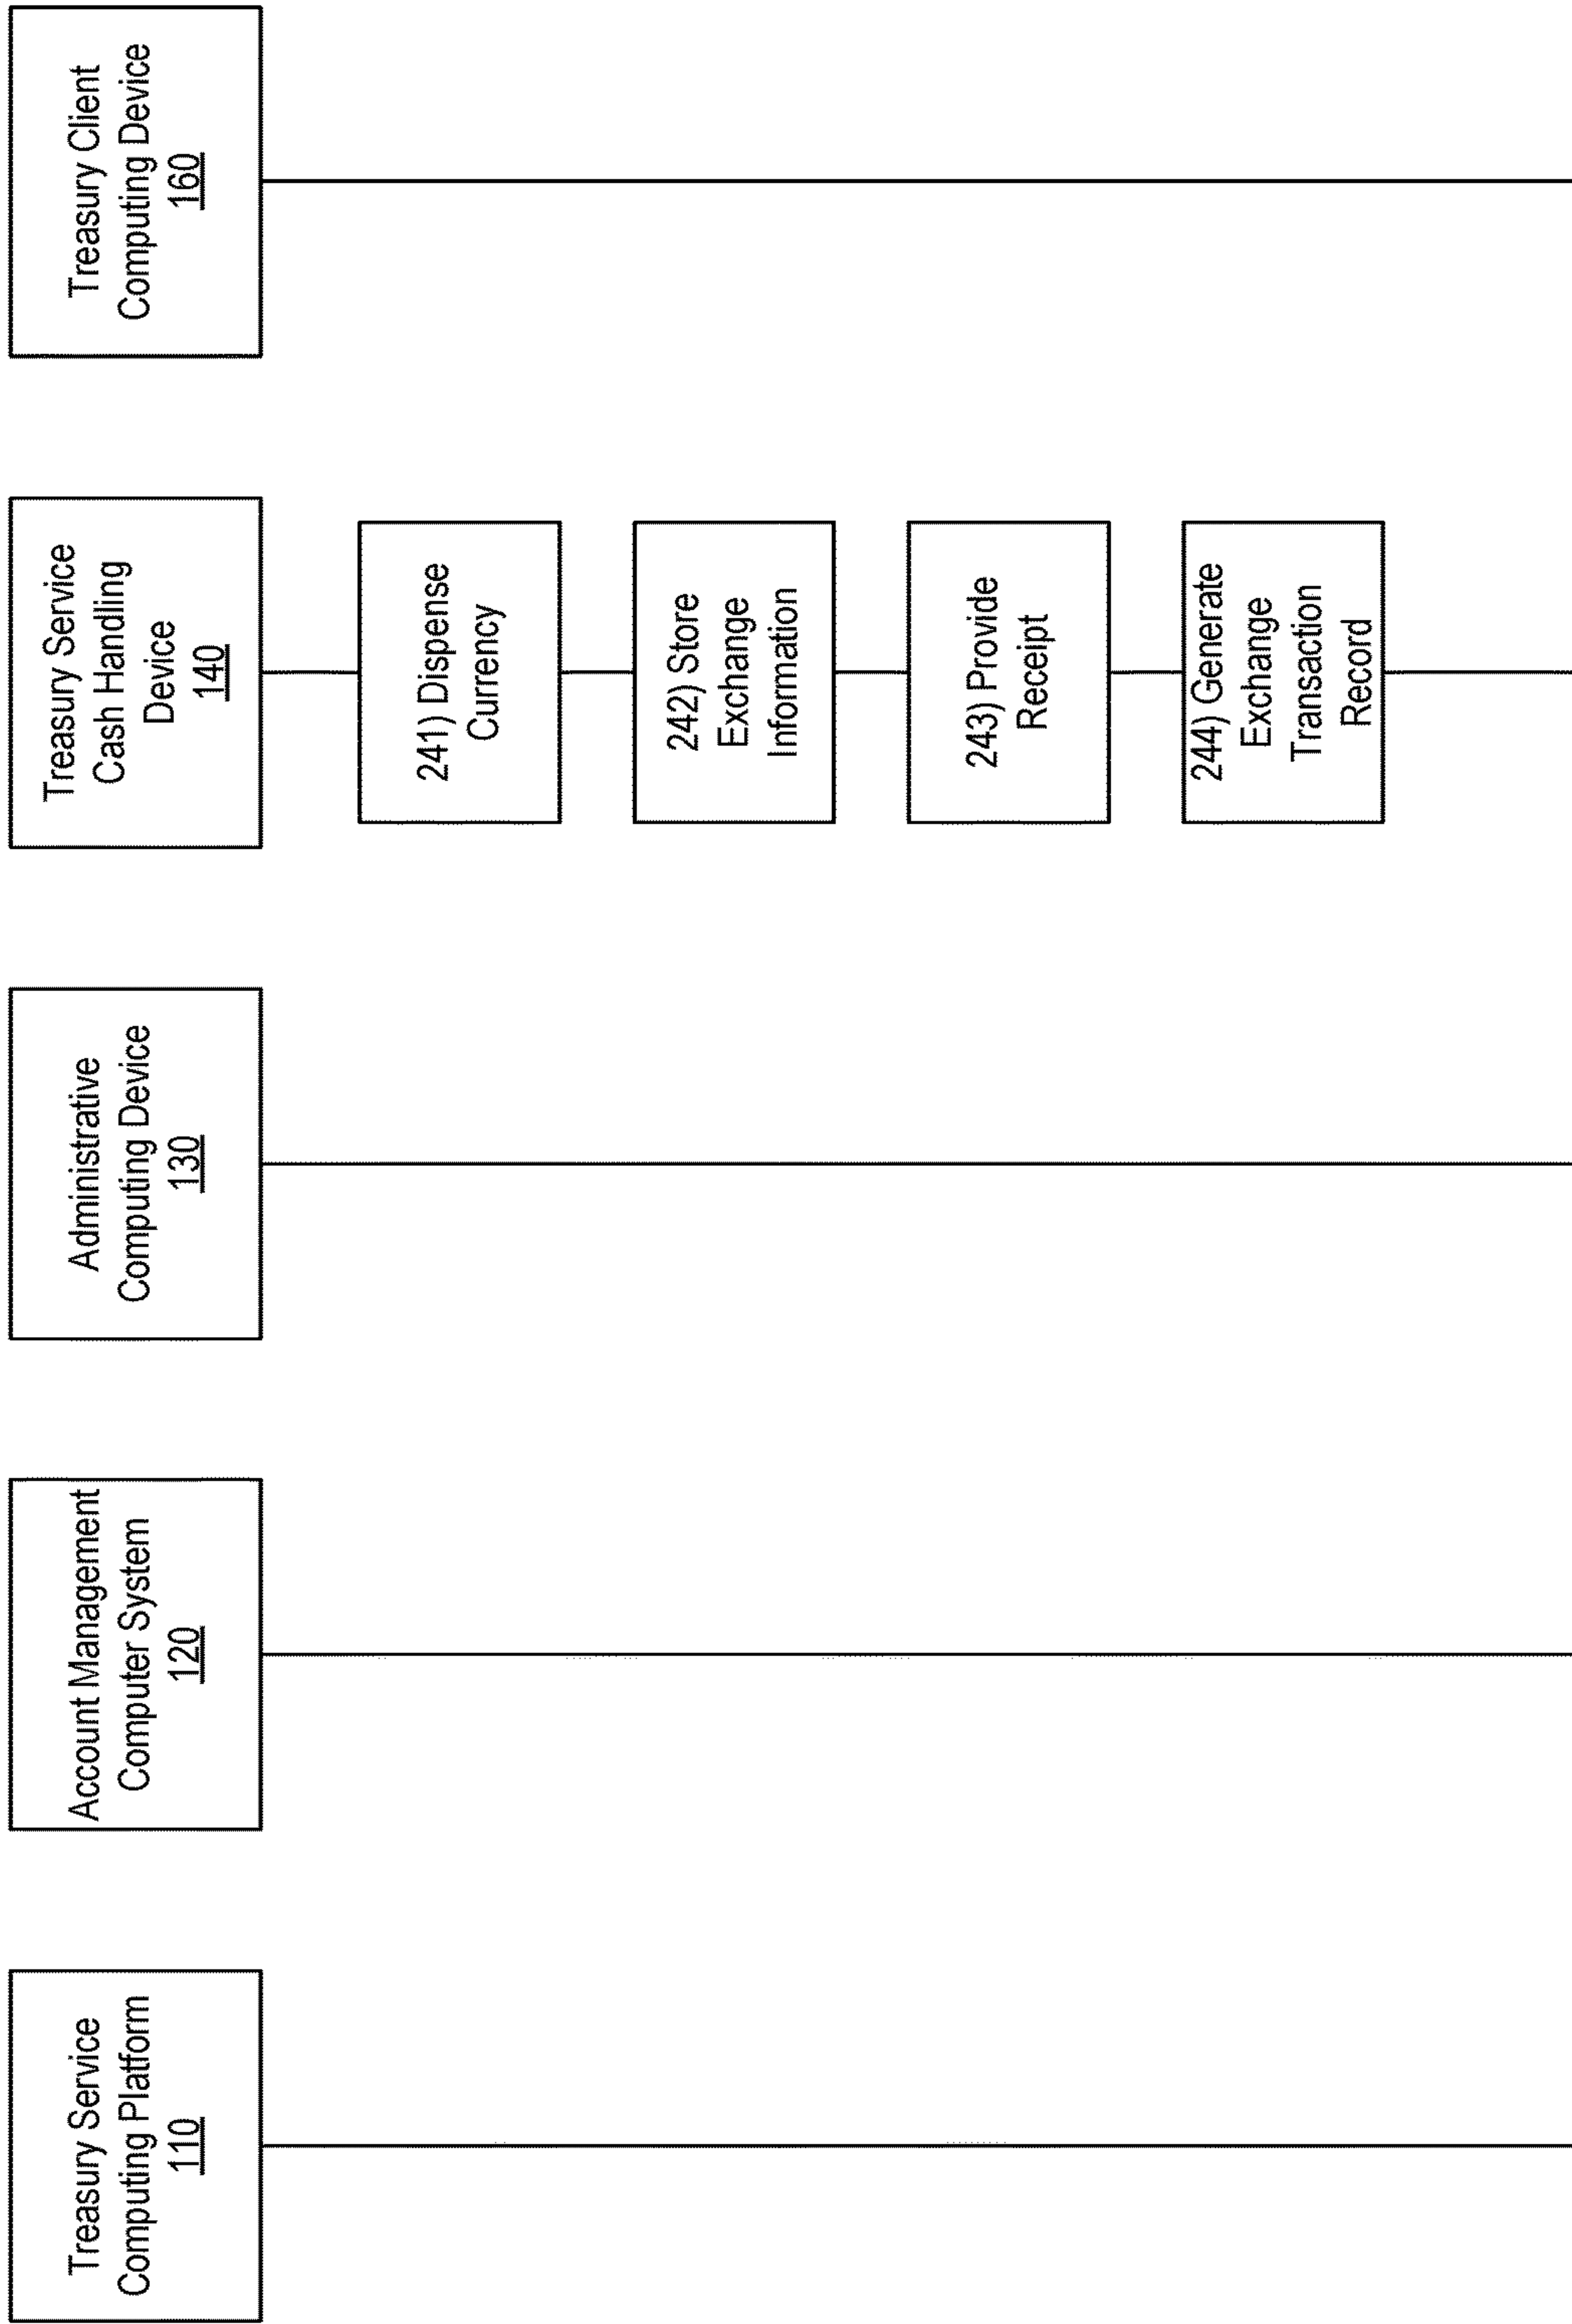 Treasury Service
Computing Platform
110
Account Management
Computer System
120
Administrative
Computing Device
130
Treasury Service
Cash Handling
Device
140
Treasury Client
Computing Device
160
241) Dispense
Currency
242) Store
Exchange
Information
243) Provide
Receipt
244) Generate
Exchange
Transaction
Record